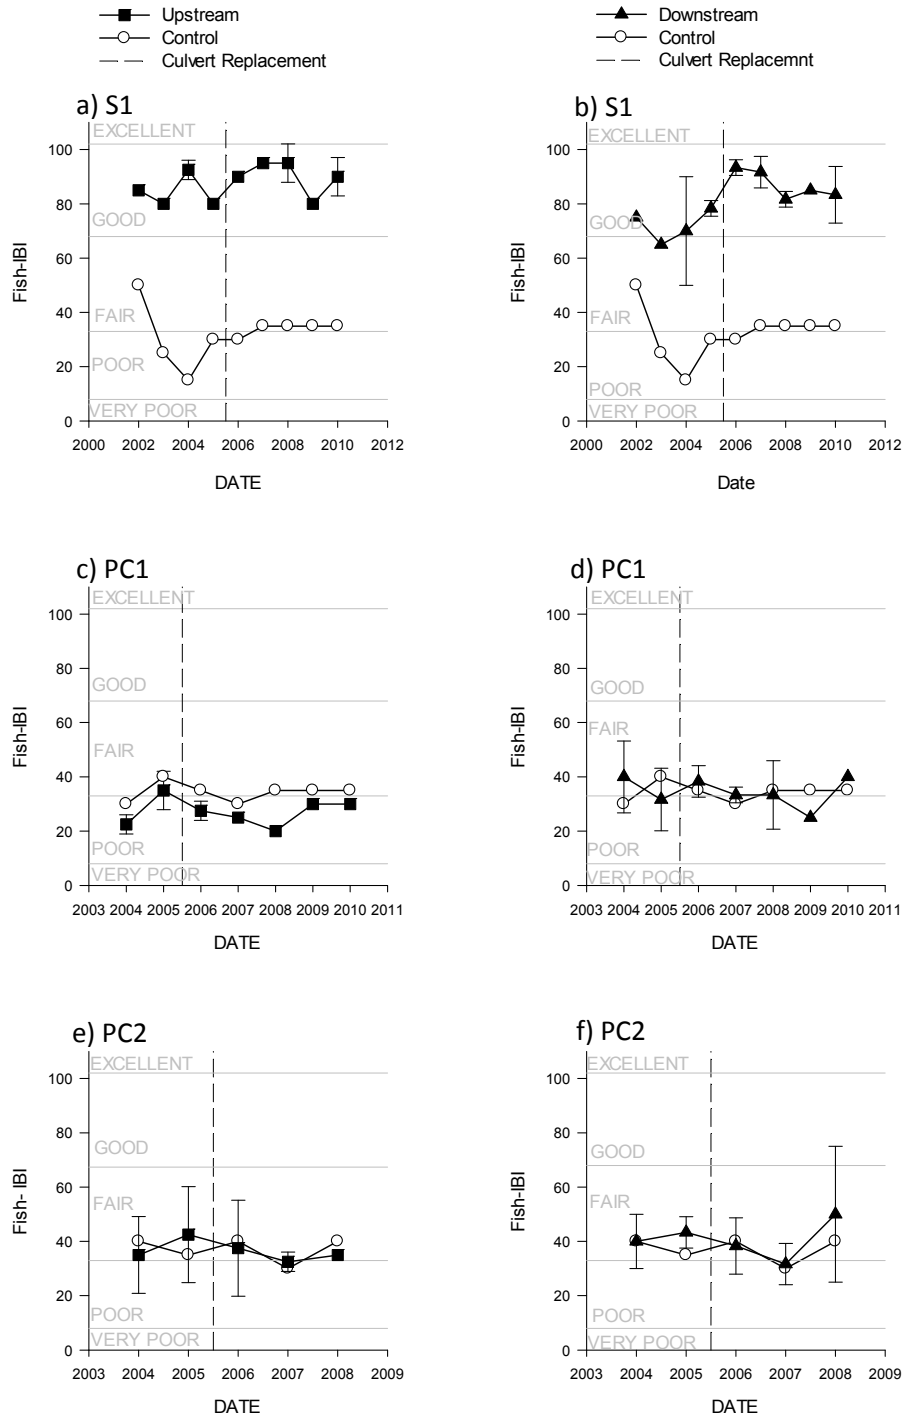 Upstream
Control
Culvert Replacement
Downstream
Control
Culvert Replacemnt
a) S1
EXCELLENT
100
80
GOOD
60
Fish-IBI
40
FAIR
20
POOR
VERY POOR
0
2000 2002 2004 2006 2008 2010 2012
DATE
b) S1
EXCELLENT
100
80
GOOD
60
Fish-IBI
40
FAIR
20
POOR
VERY POOR
0
2000 2002 2004 2006 2008 2010 2012
Date
c) PC1
EXCELLENT
100
80
GOOD
60
Fish-IBI
FAIR
40
20
POOR
VERY POOR
0
2003 2004 2005 2006 2007 2008 2009 2010 2011
DATE
d) PC1
EXCELLENT
100
80
GOOD
60
Fish-IBI
FAIR
40
20
POOR
VERY POOR
0
2003 2004 2005 2006 2007 2008 2009 2010 2011
DATE
e) PC2
EXCELLENT
100
80
GOOD
60
Fish- IBI
FAIR
40
20
POOR
VERY POOR
0
2003 2004 2005 2006 2007 2008 2009
DATE
f) PC2
EXCELLENT
100
80
GOOD
60
Fish-IBI
FAIR
40
20
POOR
VERY POOR
0
2003 2004 2005 2006 2007 2008 2009
DATE